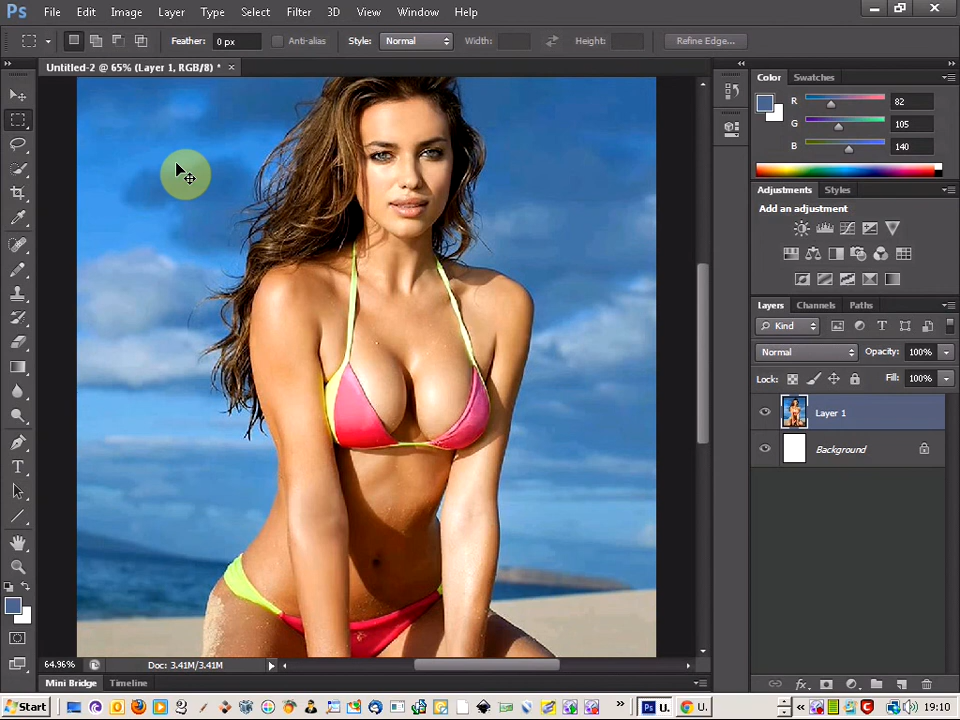 Ps File Edit Image Layer Type Select Filter 3D View Window Help
Feather: 0 px Anti-alias Style: Normal Width: Height: Refine Edge...
Untitled-2 @ 65% (Layer 1, RGB/8) * ×
Color Swatches
R 82
G 105
B 140
Adjustments Styles
Add an adjustment
Layers Channels Paths
Kind
Normal Opacity: 100%
Lock: Fill: 100%
Layer 1
Background
64.96% Doc: 3.41M/3.41M
Mini Bridge Timeline
Start Ps U. U. 19:10